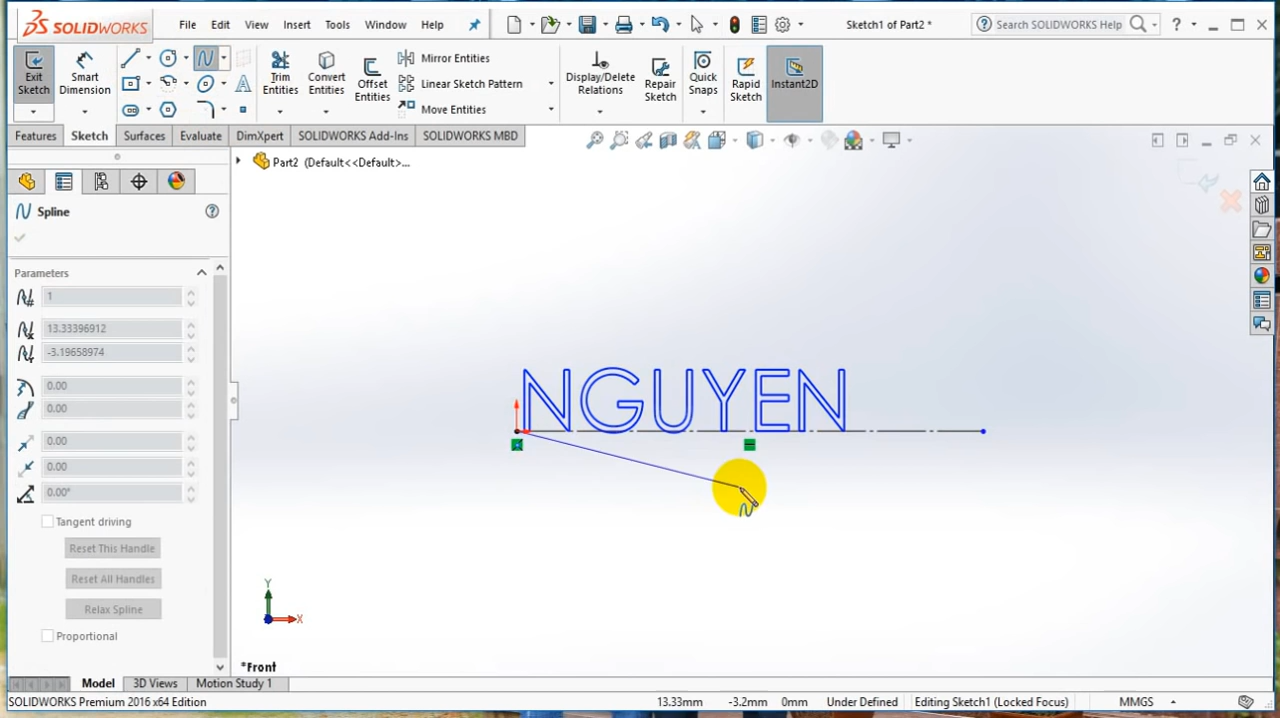 SOLIDWORKS
File Edit View Insert Tools Window Help
Sketch1 of Part2 *
Search SOLIDWORKS Help
?
Exit Sketch
Smart Dimension
Trim Entities
Convert Entities
Offset Entities
Mirror Entities
Linear Sketch Pattern
Move Entities
Display/Delete Relations
Repair Sketch
Quick Snaps
Rapid Sketch
Instant2D
Features Sketch Surfaces Evaluate DimXpert SOLIDWORKS Add-Ins SOLIDWORKS MBD
Part2 (Default<<Default>...
Spline
?
Parameters
1
13.33396912
-3.19658974
0.00
0.00
0.00
0.00
0.00°
Tangent driving
Reset This Handle
Reset All Handles
Relax Spline
Proportional
NGUYEN
Y
X
*Front
Model 3D Views Motion Study 1
SOLIDWORKS Premium 2016 x64 Edition
13.33mm -3.2mm 0mm Under Defined Editing Sketch1 (Locked Focus) MMGS